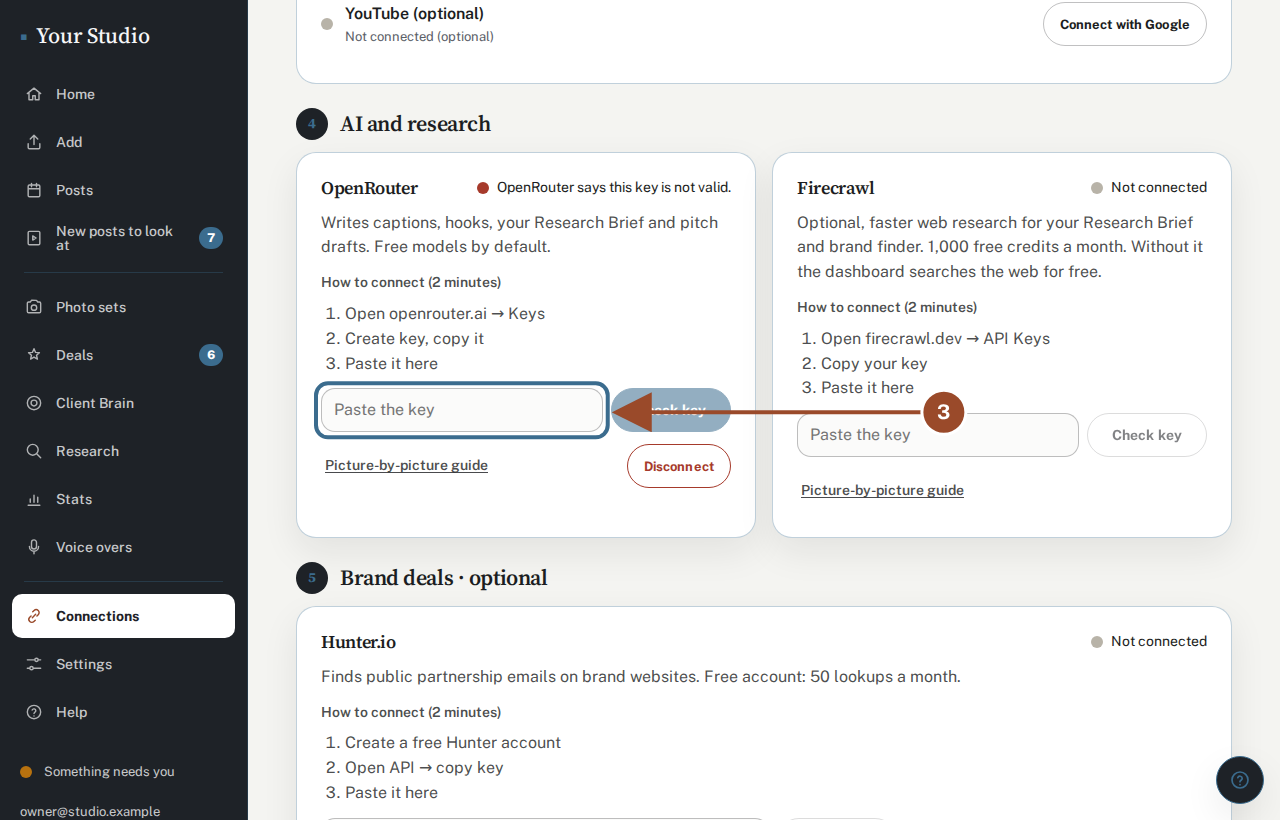 Your Studio
Home
Add
Posts
New posts to look
at
7
Photo sets
Deals
6
Client Brain
Research
Stats
Voice overs
Connections
Settings
Help
Something needs you
owner@studio.example
YouTube (optional)
Not connected (optional)
Connect with Google
4
AI and research
OpenRouter
OpenRouter says this key is not valid.
Writes captions, hooks, your Research Brief and pitch
drafts. Free models by default.
How to connect (2 minutes)
1. Open openrouter.ai → Keys
2. Create key, copy it
3. Paste it here
Paste the key
key
Picture-by-picture guide
Disconnect
Firecrawl
Not connected
Optional, faster web research for your Research Brief
and brand finder. 1,000 free credits a month. Without it
the dashboard searches the web for free.
How to connect (2 minutes)
1. Open firecrawl.dev → API Keys
2. Copy your key
3. Paste it here
3
Paste the key
Check key
Picture-by-picture guide
5
Brand deals · optional
Hunter.io
Not connected
Finds public partnership emails on brand websites. Free account: 50 lookups a month.
How to connect (2 minutes)
1. Create a free Hunter account
2. Open API → copy key
3. Paste it here